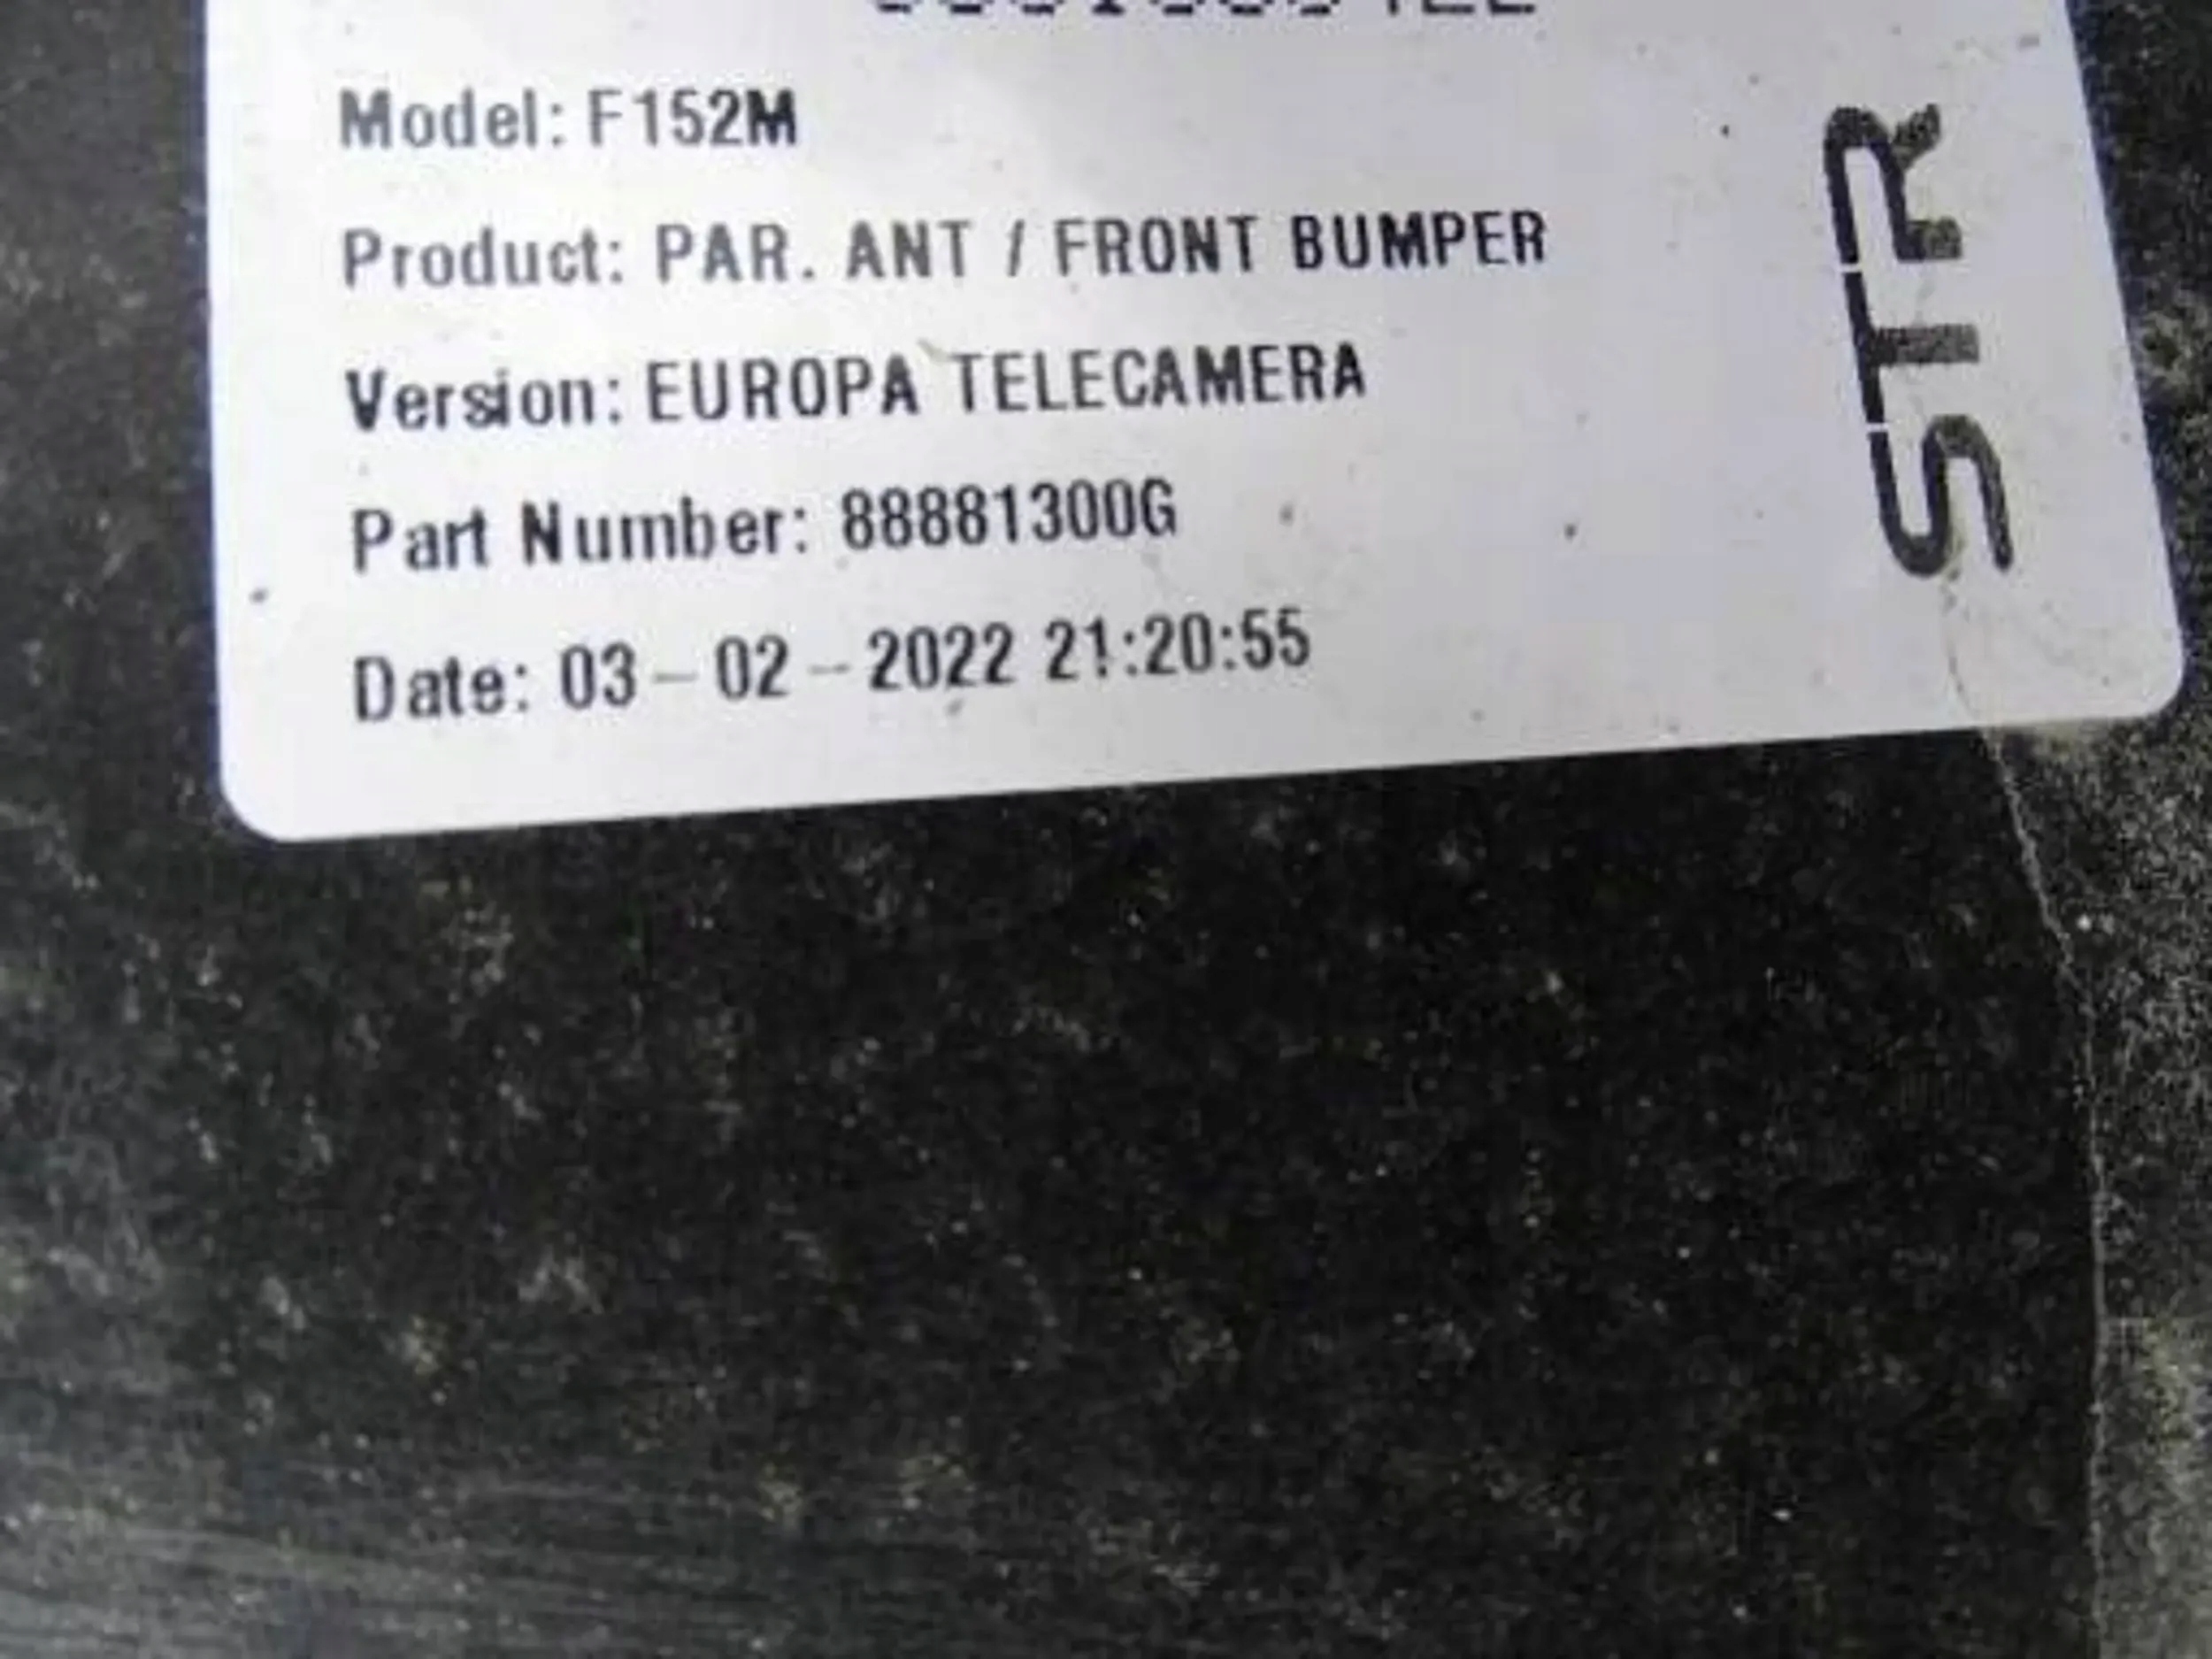 Model: F152M
Product: PAR. ANT / FRONT BUMPER
Version: EUROPA TELECAMERA
Part Number: 88881300G
Date: 03-02-2022 21:20:55
STR